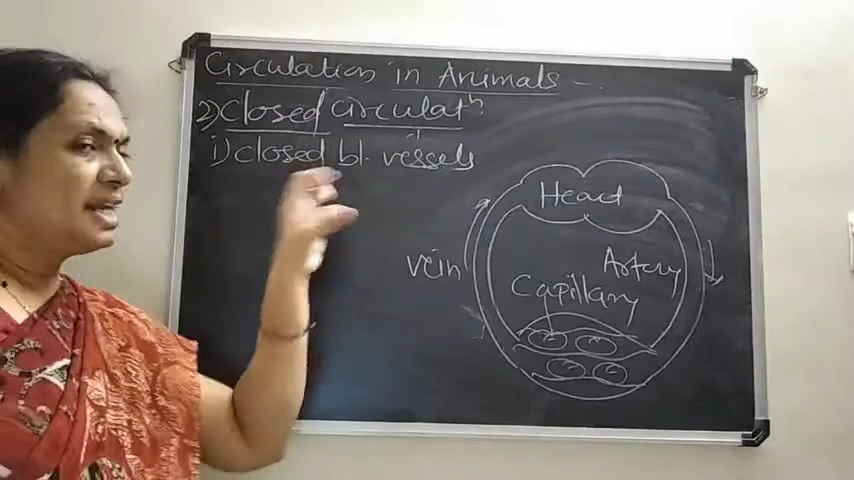 Circulation in Animals -
2) closed circulatn
i) closed bl. vessels
Head
vein
Artery
Capillary